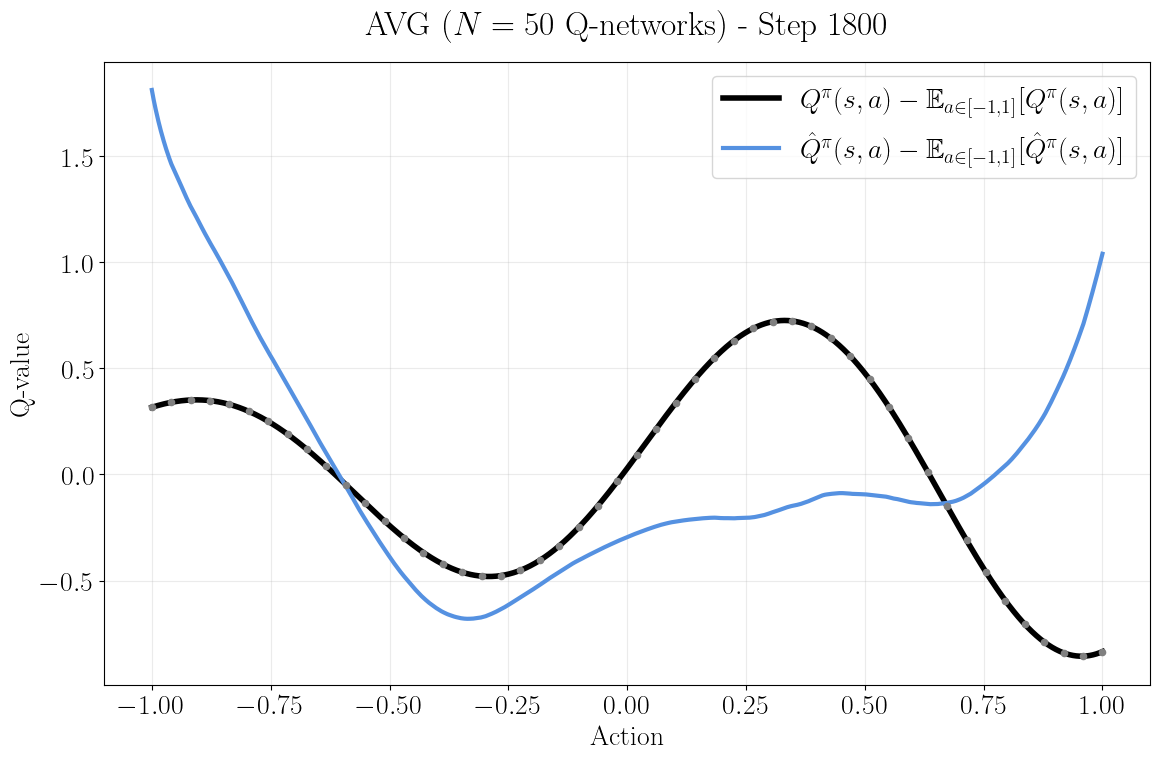 AVG (N = 50 Q-networks) - Step 1800
Q^π(s, a) − 𝔼_{a∈[−1,1]}[Q^π(s, a)]
Q̂^π(s, a) − 𝔼_{a∈[−1,1]}[Q̂^π(s, a)]
Q-value
1.5
1.0
0.5
0.0
−0.5
−1.00 −0.75 −0.50 −0.25 0.00 0.25 0.50 0.75 1.00
Action